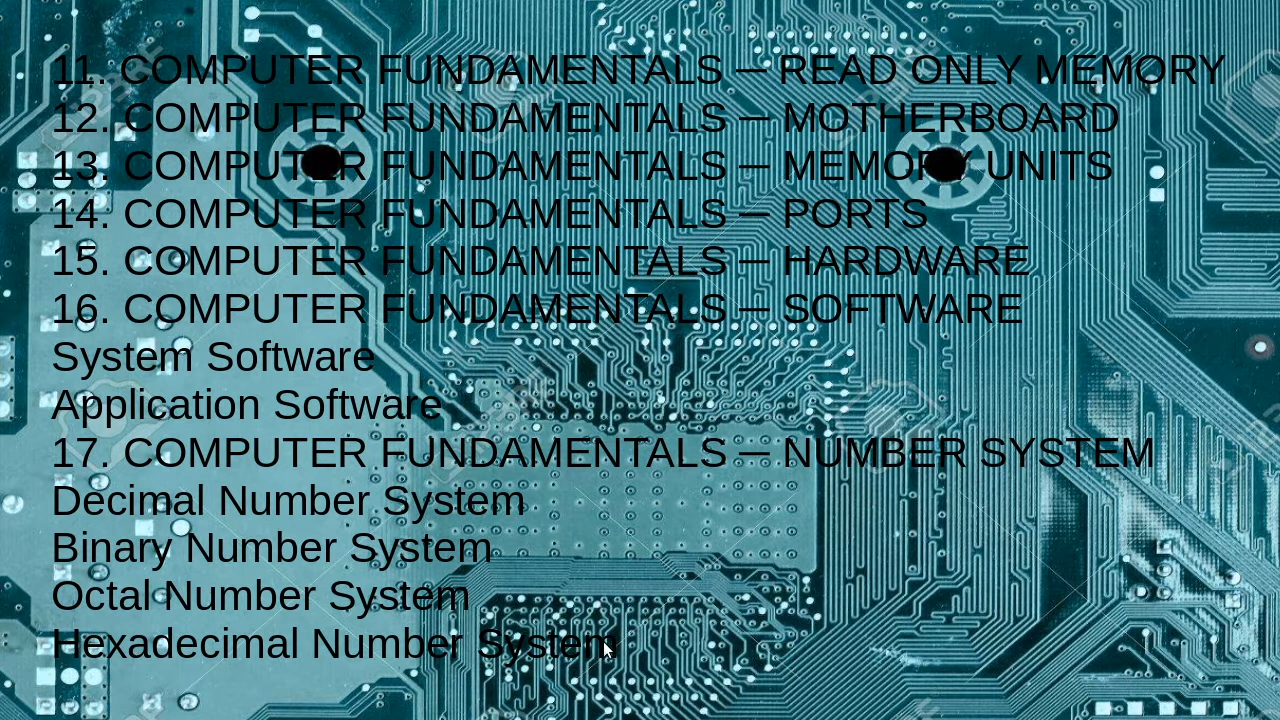 11. COMPUTER FUNDAMENTALS — READ ONLY MEMORY
12. COMPUTER FUNDAMENTALS — MOTHERBOARD
13. COMPUTER FUNDAMENTALS — MEMORY UNITS
14. COMPUTER FUNDAMENTALS — PORTS
15. COMPUTER FUNDAMENTALS — HARDWARE
16. COMPUTER FUNDAMENTALS — SOFTWARE
System Software
Application Software
17. COMPUTER FUNDAMENTALS — NUMBER SYSTEM
Decimal Number System
Binary Number System
Octal Number System
Hexadecimal Number System